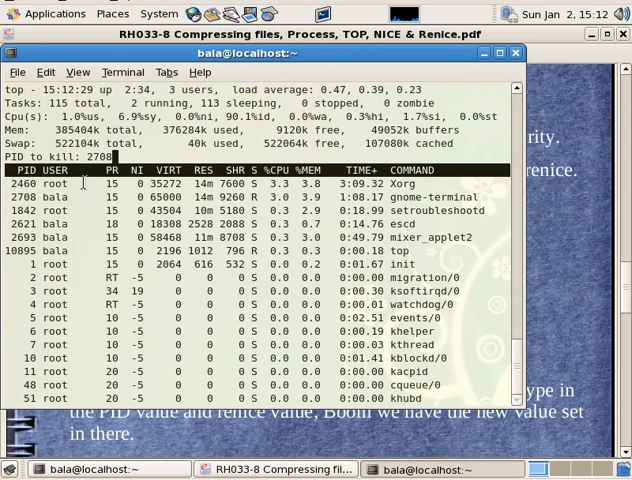 Applications Places System Sun Jan 2, 15:12
RH033-8 Compressing files, Process, TOP, NICE & Renice.pdf
bala@localhost:~
File Edit View Terminal Tabs Help
top - 15:12:29 up 2:34, 3 users, load average: 0.47, 0.39, 0.23
Tasks: 115 total, 2 running, 113 sleeping, 0 stopped, 0 zombie
Cpu(s): 1.0%us, 6.9%sy, 0.0%ni, 90.1%id, 0.0%wa, 0.3%hi, 1.7%si, 0.0%st
Mem: 385404k total, 376284k used, 9120k free, 49052k buffers
Swap: 522104k total, 40k used, 522064k free, 107080k cached
PID to kill: 2708
PID USER PR NI VIRT RES SHR S %CPU %MEM TIME+ COMMAND
2460 root 15 0 35272 14m 7600 S 3.3 3.8 3:09.32 Xorg
2708 bala 15 0 65000 14m 9260 R 3.0 3.9 1:08.17 gnome-terminal
1842 root 15 0 43504 10m 5180 S 0.3 2.9 0:18.99 setroubleshootd
2621 bala 18 0 18308 2528 2088 S 0.3 0.7 0:14.76 escd
2693 bala 15 0 58468 11m 8708 S 0.3 3.0 0:49.79 mixer_applet2
10895 bala 15 0 2196 1012 796 R 0.3 0.3 0:00.18 top
1 root 15 0 2064 616 532 S 0.0 0.2 0:01.67 init
2 root RT -5 0 0 0 S 0.0 0.0 0:00.00 migration/0
3 root 34 19 0 0 0 S 0.0 0.0 0:00.30 ksoftirqd/0
4 root RT -5 0 0 0 S 0.0 0.0 0:00.01 watchdog/0
5 root 10 -5 0 0 0 S 0.0 0.0 0:02.51 events/0
6 root 10 -5 0 0 0 S 0.0 0.0 0:00.19 khelper
7 root 10 -5 0 0 0 S 0.0 0.0 0:00.03 kthread
10 root 10 -5 0 0 0 S 0.0 0.0 0:01.41 kblockd/0
11 root 20 -5 0 0 0 S 0.0 0.0 0:00.00 kacpid
48 root 20 -5 0 0 0 S 0.0 0.0 0:00.00 cqueue/0
51 root 10 -5 0 0 0 S 0.0 0.0 0:00.00 khubd
rity.
renice.
ype in
the PID value and renice value, Boom we have the new value set
in there.
bala@localhost:~ RH033-8 Compressing fil... bala@localhost:~